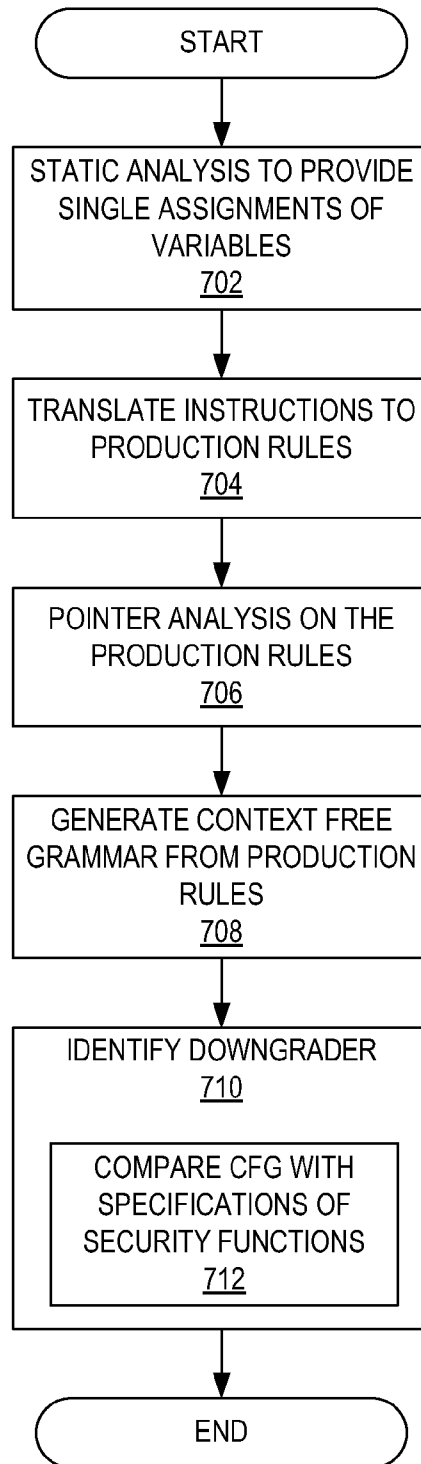 START
STATIC ANALYSIS TO PROVIDE
SINGLE ASSIGNMENTS OF
VARIABLES
702
TRANSLATE INSTRUCTIONS TO
PRODUCTION RULES
704
POINTER ANALYSIS ON THE
PRODUCTION RULES
706
GENERATE CONTEXT FREE
GRAMMAR FROM PRODUCTION
RULES
708
IDENTIFY DOWNGRADER
710
COMPARE CFG WITH
SPECIFICATIONS OF
SECURITY FUNCTIONS
712
END